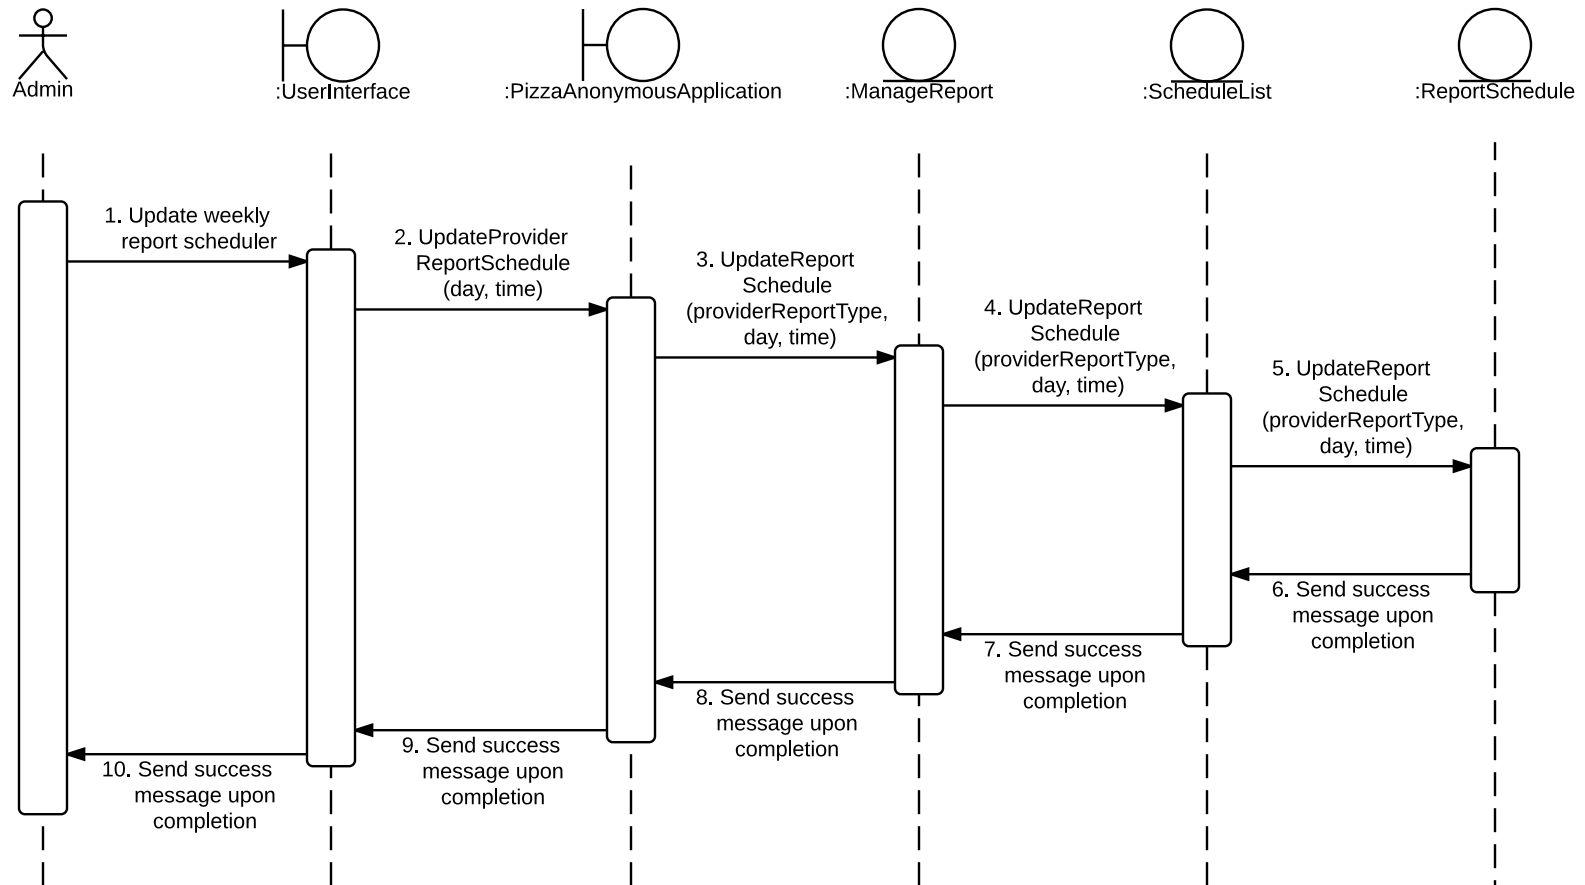 Admin
:UserInterface
:PizzaAnonymousApplication
:ManageReport
:ScheduleList
:ReportSchedule
1. Update weekly
report scheduler
2. UpdateProvider
ReportSchedule
(day, time)
3. UpdateReport
Schedule
(providerReportType,
day, time)
4. UpdateReport
Schedule
(providerReportType,
day, time)
5. UpdateReport
Schedule
(providerReportType,
day, time)
6. Send success
message upon
completion
7. Send success
message upon
completion
8. Send success
message upon
completion
9. Send success
message upon
completion
10. Send success
message upon
completion